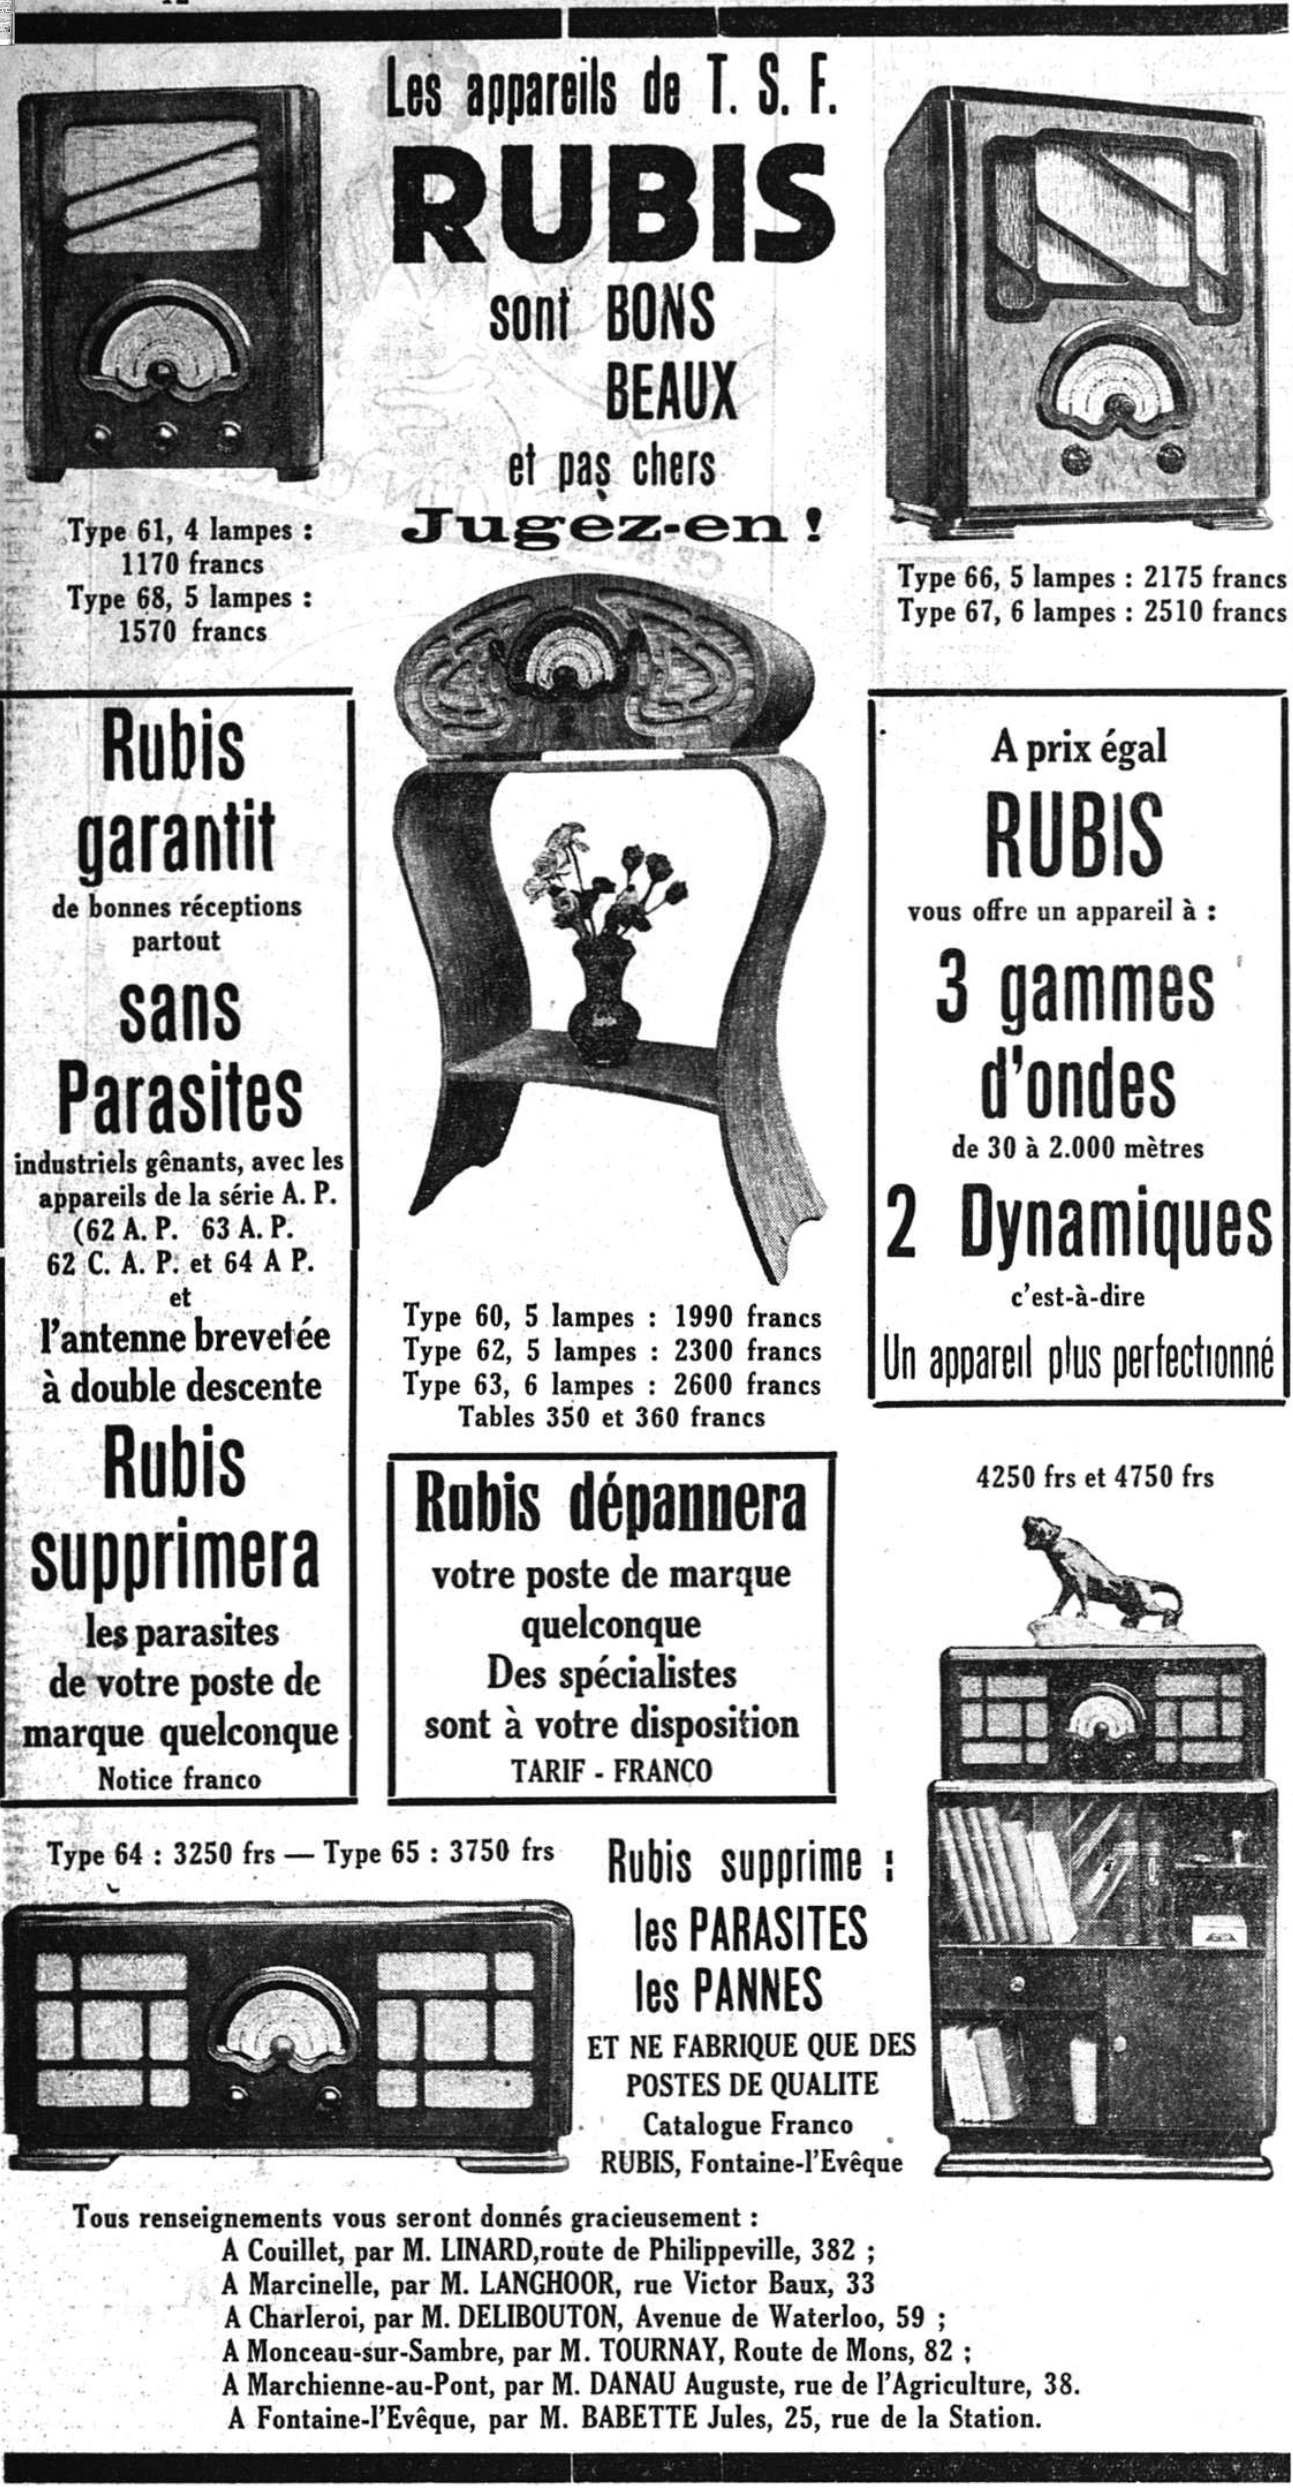 Les appareils de T. S. F.
RUBIS
sont BONS
BEAUX
et pas chers
Jugez-en !
Type 61, 4 lampes :
1170 francs
Type 68, 5 lampes :
1570 francs
Type 66, 5 lampes : 2175 francs
Type 67, 6 lampes : 2510 francs
Rubis
garantit
de bonnes réceptions
partout
sans
Parasites
industriels gênants, avec les
appareils de la série A. P.
(62 A. P. 63 A. P.
62 C. A. P. et 64 A P.
et
l'antenne brevetée
à double descente
Rubis
supprimera
les parasites
de votre poste de
marque quelconque
Notice franco
Type 60, 5 lampes : 1990 francs
Type 62, 5 lampes : 2300 francs
Type 63, 6 lampes : 2600 francs
Tables 350 et 360 francs
Rubis dépannera
votre poste de marque
quelconque
Des spécialistes
sont à votre disposition
TARIF - FRANCO
A prix égal
RUBIS
vous offre un appareil à :
3 gammes
d'ondes
de 30 à 2.000 mètres
2 Dynamiques
c'est-à-dire
Un appareil plus perfectionné
4250 frs et 4750 frs
Type 64 : 3250 frs — Type 65 : 3750 frs
Rubis supprime :
les PARASITES
les PANNES
ET NE FABRIQUE QUE DES
POSTES DE QUALITE
Catalogue Franco
RUBIS, Fontaine-l'Evêque
Tous renseignements vous seront donnés gracieusement :
A Couillet, par M. LINARD,route de Philippeville, 382 ;
A Marcinelle, par M. LANGHOOR, rue Victor Baux, 33
A Charleroi, par M. DELIBOUTON, Avenue de Waterloo, 59 ;
A Monceau-sur-Sambre, par M. TOURNAY, Route de Mons, 82 ;
A Marchienne-au-Pont, par M. DANAU Auguste, rue de l'Agriculture, 38.
A Fontaine-l'Evêque, par M. BABETTE Jules, 25, rue de la Station.